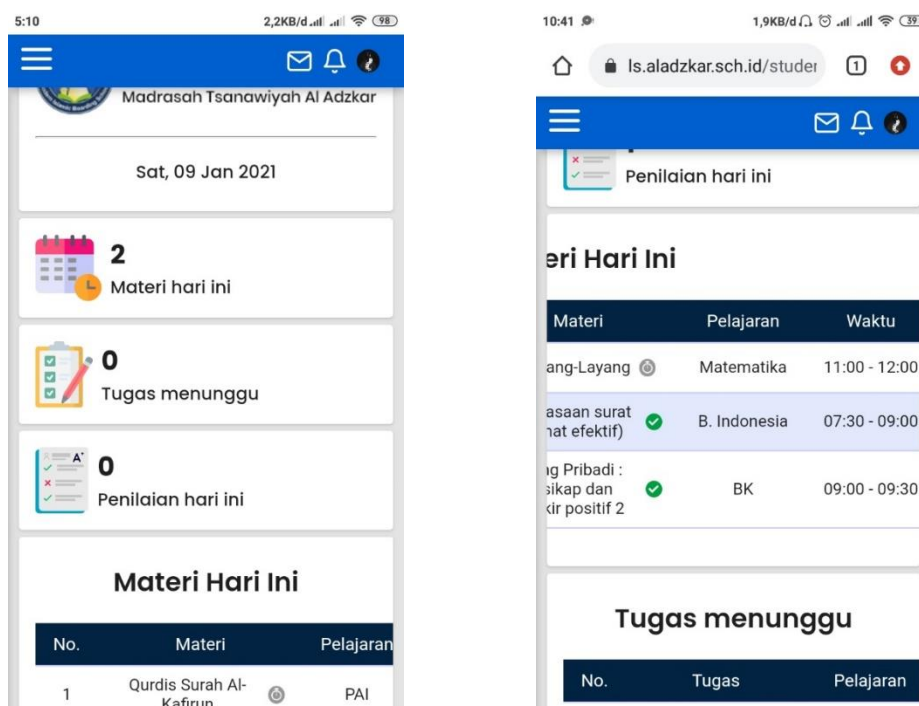 5:10
2,2KB/d
98
Madrasah Tsanawiyah Al Adzkar
Sat, 09 Jan 2021
2
Materi hari ini
0
Tugas menunggu
A+
0
Penilaian hari ini
Materi Hari Ini
No. Materi Pelajaran
1
Qurdis Surah Al-
Kafirun
PAI
10:41
1,9KB/d
39
ls.aladzkar.sch.id/studer
1
Penilaian hari ini
eri Hari Ini
Materi Pelajaran Waktu
ang-Layang Matematika 11:00 - 12:00
asaan surat
nat efektif)
B. Indonesia 07:30 - 09:00
ng Pribadi :
sikap dan
kir positif 2
BK 09:00 - 09:30
Tugas menunggu
No. Tugas Pelajaran